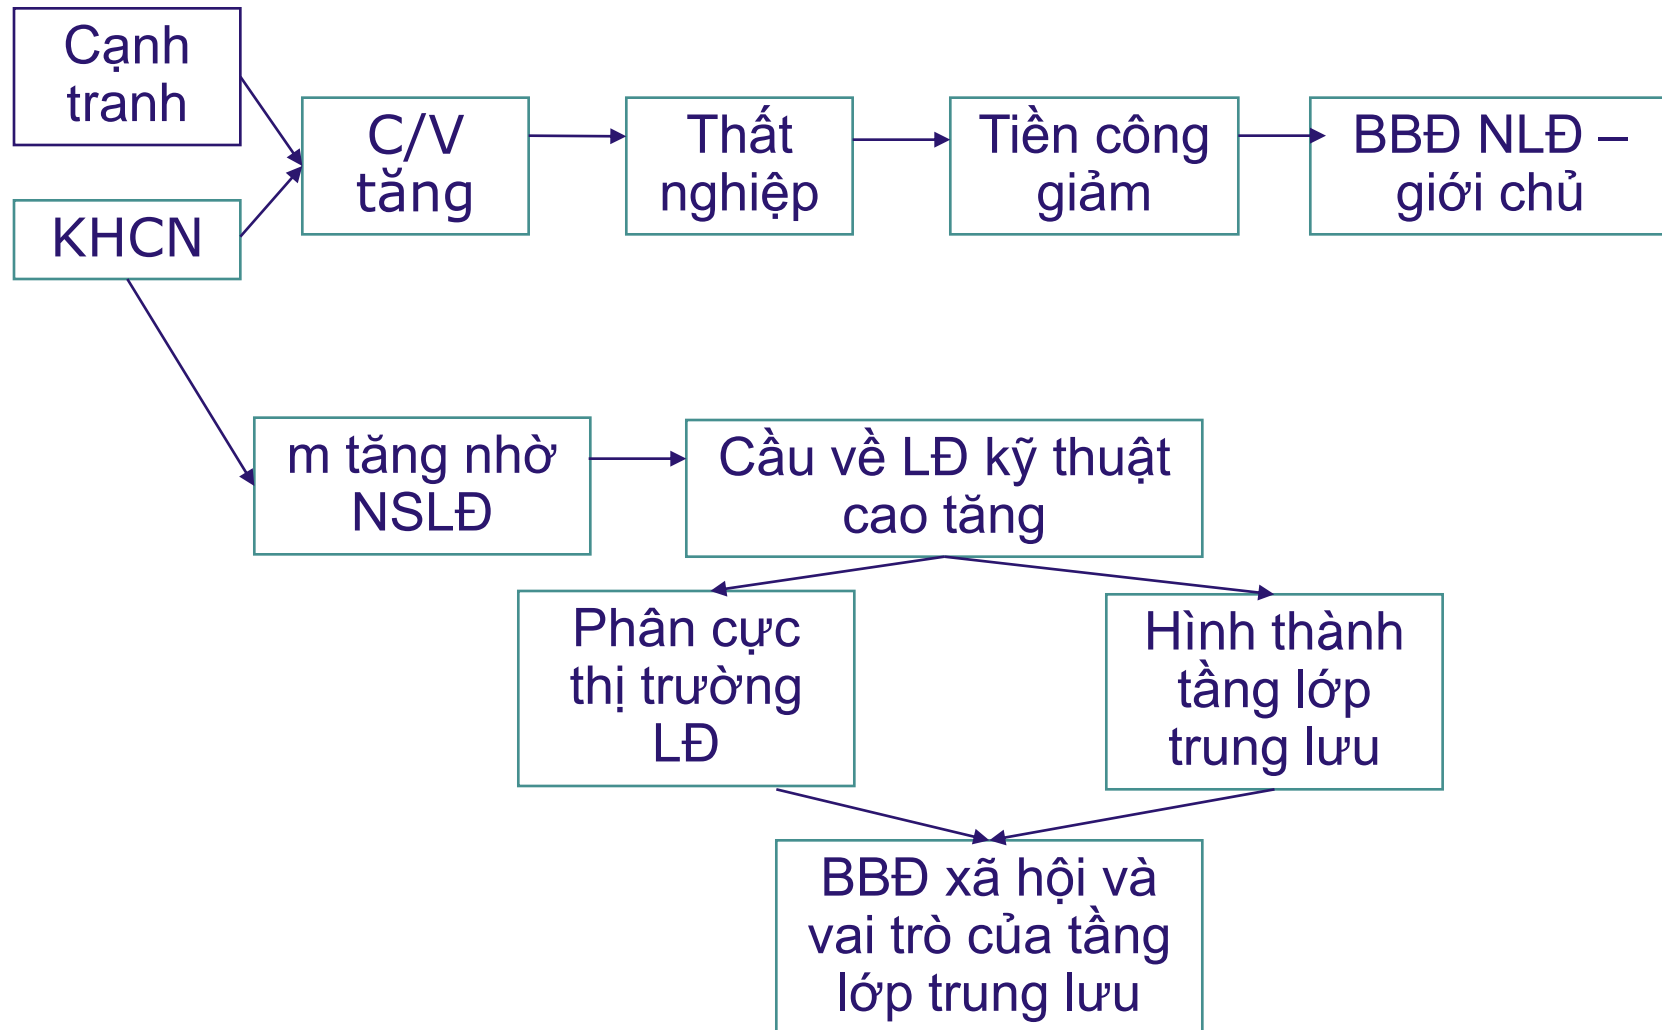 Cạnh
tranh
KHCN
C/V
tăng
Thất
nghiệp
Tiền công
giảm
BBĐ NLĐ –
giới chủ
m tăng nhờ
NSLĐ
Cầu về LĐ kỹ thuật
cao tăng
Phân cực
thị trường
LĐ
Hình thành
tầng lớp
trung lưu
BBĐ xã hội và
vai trò của tầng
lớp trung lưu